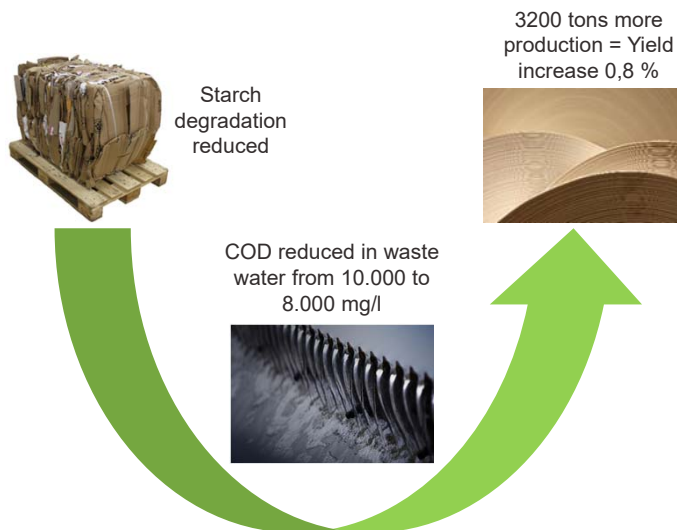 Starch
degradation
reduced
COD reduced in waste
water from 10.000 to
8.000 mg/l
3200 tons more
production = Yield
increase 0,8 %